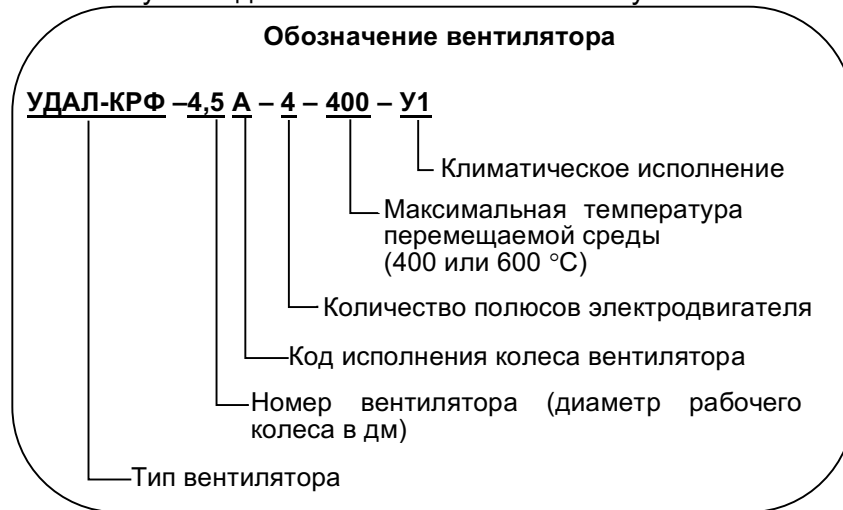 Обозначение вентилятора
УДАЛ-КРФ –4,5 А – 4 – 400 – У1
Климатическое исполнение
Максимальная температура
перемещаемой среды
(400 или 600 °С)
Количество полюсов электродвигателя
Код исполнения колеса вентилятора
Номер вентилятора (диаметр рабочего
колеса в дм)
Тип вентилятора